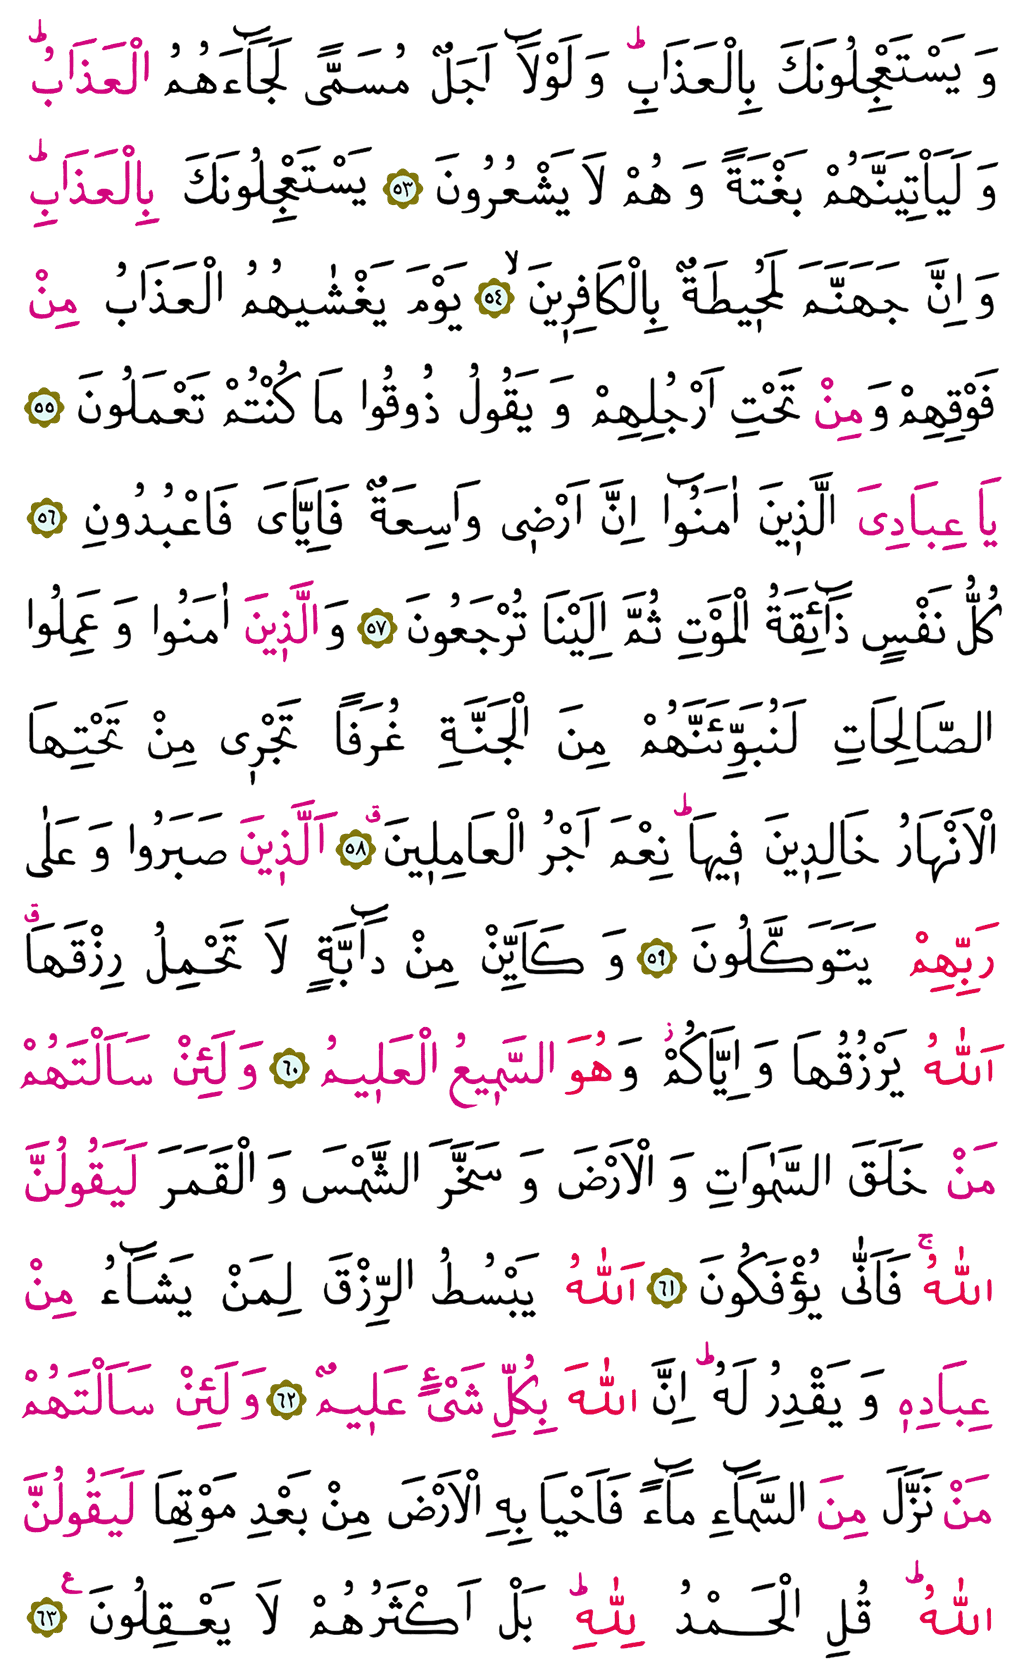 وَ يَسْتَعْجِلُونَكَ بِالْعَذَابِۜ وَ لَوْلَٓا اَجَلٌ مُسَمًّى لَجَٓاءَهُمُ الْعَذَابُۜ
وَ لَيَأْتِيَنَّهُمْ بَغْتَةً وَ هُمْ لَا يَشْعُرُونَ ﴿٥٣﴾ يَسْتَعْجِلُونَكَ بِالْعَذَابِۜ
وَ اِنَّ جَهَنَّمَ لَمُح۪يطَةٌ بِالْكَافِر۪ينَۙ ﴿٥٤﴾ يَوْمَ يَغْشٰيهُمُ الْعَذَابُ مِنْ
فَوْقِهِمْ وَ مِنْ تَحْتِ اَرْجُلِهِمْ وَ يَقُولُ ذُوقُوا مَا كُنْتُمْ تَعْمَلُونَ ﴿٥٥﴾
يَا عِبَادِىَ الَّذ۪ينَ اٰمَنُٓوا اِنَّ اَرْض۪ى وَاسِعَةٌ فَاِيَّاىَ فَاعْبُدُونِ ﴿٥٦﴾
كُلُّ نَفْسٍ ذَٓائِقَةُ الْمَوْتِ ثُمَّ اِلَيْنَا تُرْجَعُونَ ﴿٥٧﴾ وَ الَّذ۪ينَ اٰمَنُوا وَ عَمِلُوا
الصَّالِحَاتِ لَنُبَوِّئَنَّهُمْ مِنَ الْجَنَّةِ غُرَفًا تَجْر۪ى مِنْ تَحْتِهَا
الْاَنْهَارُ خَالِد۪ينَ ف۪يهَاۜ نِعْمَ اَجْرُ الْعَامِل۪ينَۗ ﴿٥٨﴾ اَلَّذ۪ينَ صَبَرُوا وَ عَلٰى
رَبِّهِمْ يَتَوَكَّلُونَ ﴿٥٩﴾ وَ كَاَيِّنْ مِنْ دَٓابَّةٍ لَا تَحْمِلُ رِزْقَهَاۗ
اَللّٰهُ يَرْزُقُهَا وَ اِيَّاكُمْۘ وَ هُوَ السَّم۪يعُ الْعَل۪يمُ ﴿٦٠﴾ وَ لَئِنْ سَاَلْتَهُمْ
مَنْ خَلَقَ السَّمٰوَاتِ وَ الْاَرْضَ وَ سَخَّرَ الشَّمْسَ وَ الْقَمَرَ لَيَقُولُنَّ
اللّٰهُۚ فَاَنّٰى يُؤْفَكُونَ ﴿٦١﴾ اَللّٰهُ يَبْسُطُ الرِّزْقَ لِمَنْ يَشَٓاءُ مِنْ
عِبَادِه۪ وَ يَقْدِرُ لَهُۜ اِنَّ اللّٰهَ بِكُلِّ شَىْءٍ عَل۪يمٌ ﴿٦٢﴾ وَ لَئِنْ سَاَلْتَهُمْ
مَنْ نَزَّلَ مِنَ السَّمَٓاءِ مَٓاءً فَاَحْيَا بِهِ الْاَرْضَ مِنْ بَعْدِ مَوْتِهَا لَيَقُولُنَّ
اللّٰهُۜ قُلِ الْحَمْدُ لِلّٰهِۜ بَلْ اَكْثَرُهُمْ لَا يَعْقِلُونَ ع ﴿٦٣﴾